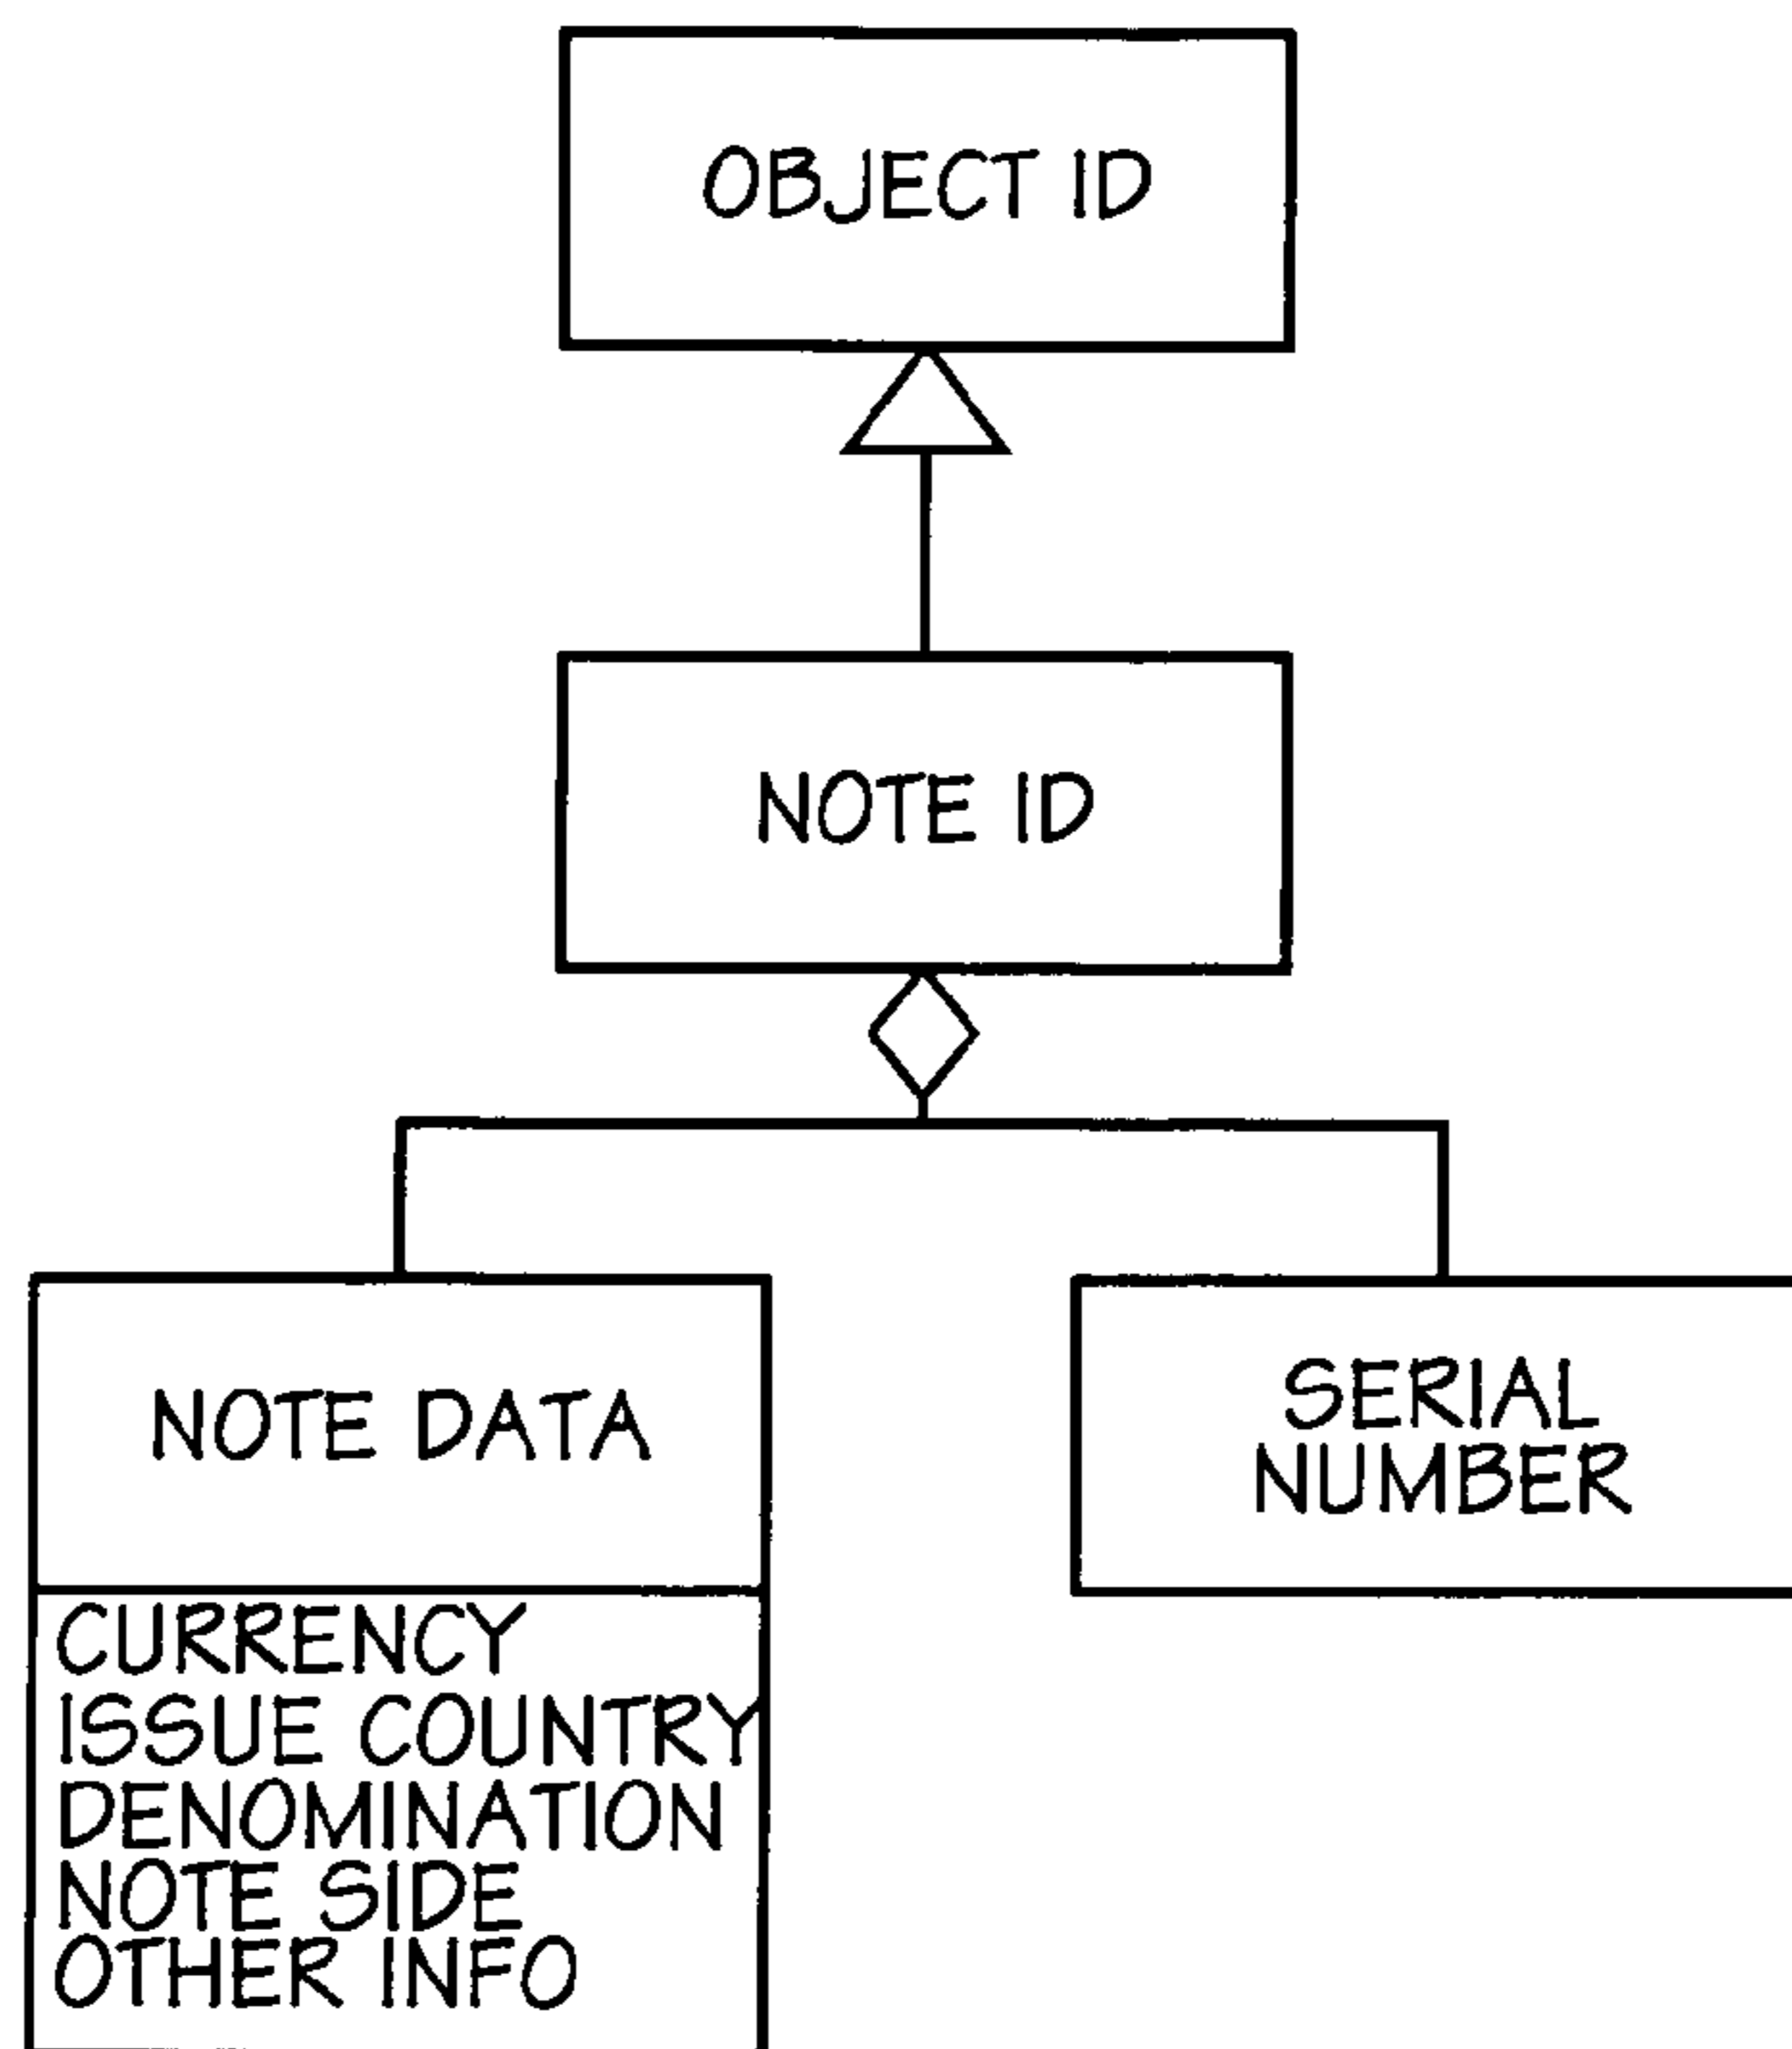 OBJECT ID
NOTE ID
NOTE DATA
SERIAL
NUMBER
CURRENCY
ISSUE COUNTRY
DENOMINATION
NOTE SIDE
OTHER INFO